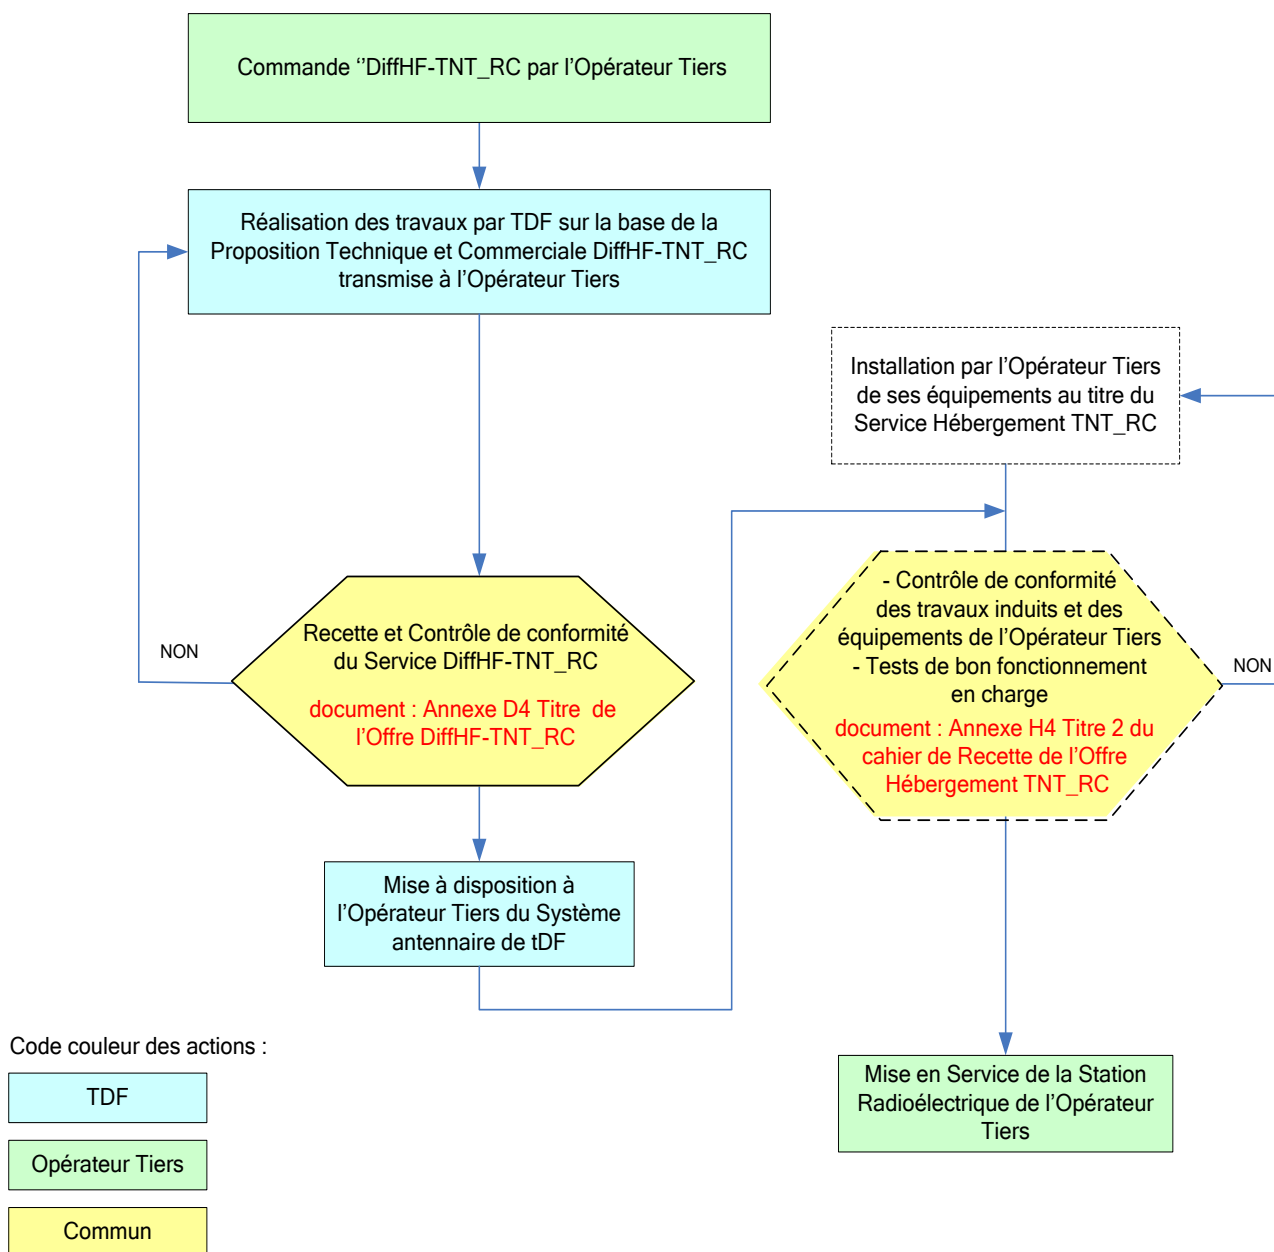 Commande ‘’DiffHF-TNT_RC par l’Opérateur Tiers
Réalisation des travaux par TDF sur la base de la
Proposition Technique et Commerciale DiffHF-TNT_RC
transmise à l’Opérateur Tiers
Installation par l’Opérateur Tiers
de ses équipements au titre du
Service Hébergement TNT_RC
Recette et Contrôle de conformité
du Service DiffHF-TNT_RC
document : Annexe D4 Titre  de
l’Offre DiffHF-TNT_RC
NON
- Contrôle de conformité
des travaux induits et des
équipements de l’Opérateur Tiers
- Tests de bon fonctionnement
en charge
document : Annexe H4 Titre 2 du
cahier de Recette de l’Offre
Hébergement TNT_RC
NON
Mise à disposition à
l’Opérateur Tiers du Système
antennaire de tDF
Mise en Service de la Station
Radioélectrique de l’Opérateur
Tiers
Code couleur des actions :
TDF
Opérateur Tiers
Commun